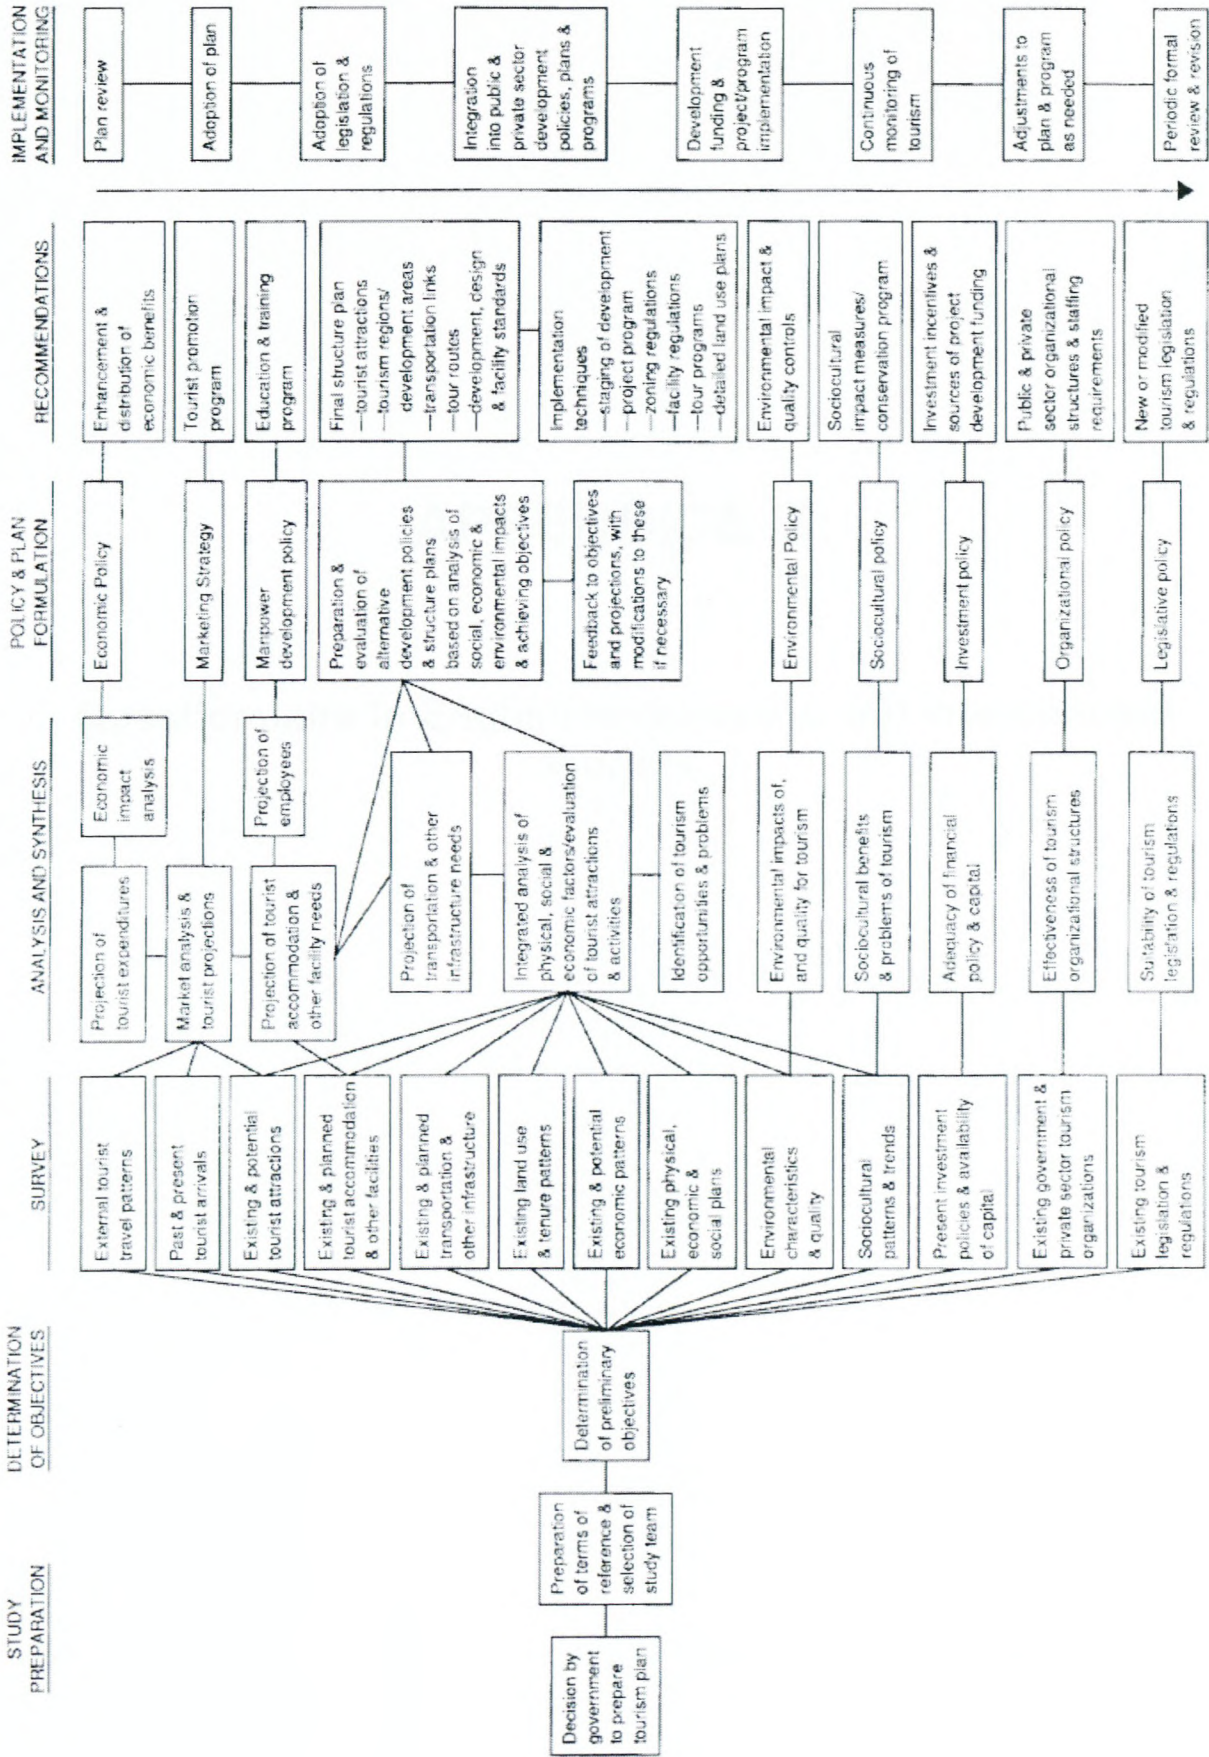 STUDY
PREPARATION
Decision by
government
to prepare
tourism plan
Preparation
of terms of
reference &
selection of
study team
DETERMINATION
OF OBJECTIVES
Determination
of preliminary
objectives
SURVEY
External tourist
travel patterns
Past & present
tourist arrivals
Existing & potential
tourist attractions
Existing & planned
tourist accommodation
& other facilities
Existing & planned
transportation &
other infrastructure
Existing land use
& tenure patterns
Existing & potential
economic patterns
Existing physical,
economic &
social plans
Environmental
characteristics
& quality
Sociocultural
patterns & trends
Present investment
policies & availability
of capital
Existing government &
private sector tourism
organizations
Existing tourism
legislation &
regulations
ANALYSIS AND SYNTHESIS
Projection of
tourist expenditures
Economic
impact
analysis
Market analysis &
tourist projections
Projection of tourist
accommodation &
other facility needs
Projection of
employees
Projection of
transportation & other
infrastructure needs
Integrated analysis of
physical, social &
economic factors/evaluation
of tourist attractions
& activities
Identification of tourism
opportunities & problems
Environmental impacts of,
and quality for tourism
Sociocultural benefits
& problems of tourism
Adequacy of financial
policy & capital
Effectiveness of tourism
organizational structures
Suitability of tourism
legislation & regulations
POLICY & PLAN
FORMULATION
Economic Policy
Marketing Strategy
Manpower
development policy
Preparation &
evaluation of
alternative
development policies
& structure plans
based on analysis of
social, economic &
environmental impacts
& achieving objectives
Feedback to objectives
and projections, with
modifications to these
if necessary
Environmental Policy
Sociocultural policy
Investment policy
Organizational policy
Legislative policy
RECOMMENDATIONS
Enhancement &
distribution of
economic benefits
Tourist promotion
program
Education & training
program
Final structure plan
—tourist attractions
—tourism regions/
development areas
—transportation links
—tour routes
—development, design
& facility standards
Implementation
techniques
—staging of development
—project program
—zoning regulations
—facility regulations
—tour programs
—detailed land use plans
Environmental impact &
quality controls
Sociocultural
impact measures/
conservation program
Investment incentives &
sources of project
development funding
Public & private
sector organizational
structures & staffing
requirements
New or modified
tourism legislation
& regulations
IMPLEMENTATION
AND MONITORING
Plan review
Adoption of plan
Adoption of
legislation &
regulations
Integration
into public &
private sector
development
policies, plans &
programs
Development
funding &
project/program
implementation
Continuous
monitoring of
tourism
Adjustments to
plan & program
as needed
Periodic formal
review & revision